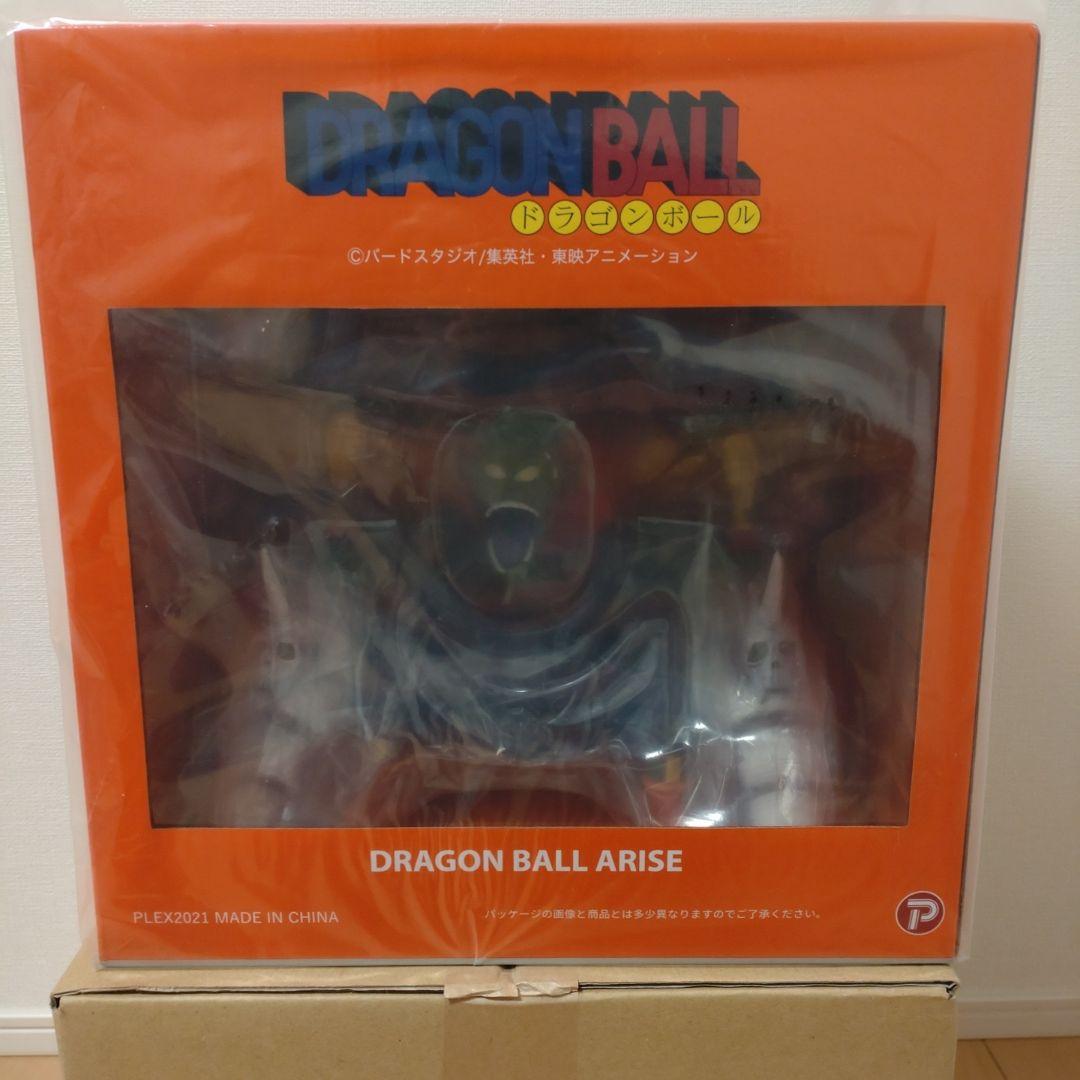 DRAGON BALL
ドラゴンボール
©バードスタジオ/集英社・東映アニメーション
DRAGON BALL ARISE
PLEX2021 MADE IN CHINA
パッケージの画像と商品とは多少異なりますのでご了承ください。
P